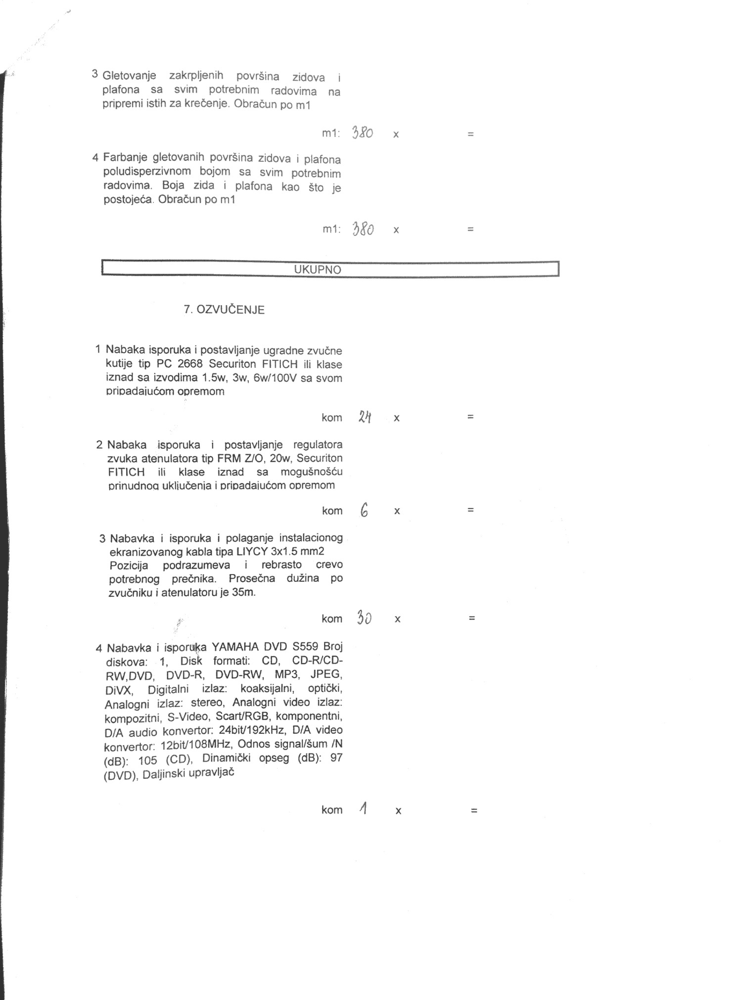 3 Gletovanje zakrpljenih površina zidova i
plafona sa svim potrebnim radovima na
pripremi istih za krečenje. Obračun po m1
m1: 380 x =
4 Farbanje gletovanih površina zidova i plafona
poludisperzivnom bojom sa svim potrebnim
radovima. Boja zida i plafona kao što je
postojeća. Obračun po m1
m1: 380 x =
UKUPNO
7. OZVUČENJE
1 Nabaka isporuka i postavljanje ugradne zvučne
kutije tip PC 2668 Securiton FITICH ili klase
iznad sa izvodima 1.5w, 3w, 6w/100V sa svom
pripadajućom opremom
kom 24 x =
2 Nabaka isporuka i postavljanje regulatora
zvuka atenulatora tip FRM Z/O, 20w, Securiton
FITICH ili klase iznad sa mogušnošću
prinudnog uključenja i pripadajućom opremom
kom 6 x =
3 Nabavka i isporuka i polaganje instalacionog
ekranizovanog kabla tipa LIYCY 3x1.5 mm2
Pozicija podrazumeva i rebrasto crevo
potrebnog prečnika. Prosečna dužina po
zvučniku i atenulatoru je 35m.
kom 30 x =
4 Nabavka i isporuka YAMAHA DVD S559 Broj
diskova: 1, Disk formati: CD, CD-R/CD-
RW,DVD, DVD-R, DVD-RW, MP3, JPEG,
DiVX, Digitalni izlaz: koaksijalni, optički,
Analogni izlaz: stereo, Analogni video izlaz:
kompozitni, S-Video, Scart/RGB, komponentni,
D/A audio konvertor: 24bit/192kHz, D/A video
konvertor: 12bit/108MHz, Odnos signal/šum /N
(dB): 105 (CD), Dinamički opseg (dB): 97
(DVD), Daljinski upravljač
kom 1 x =